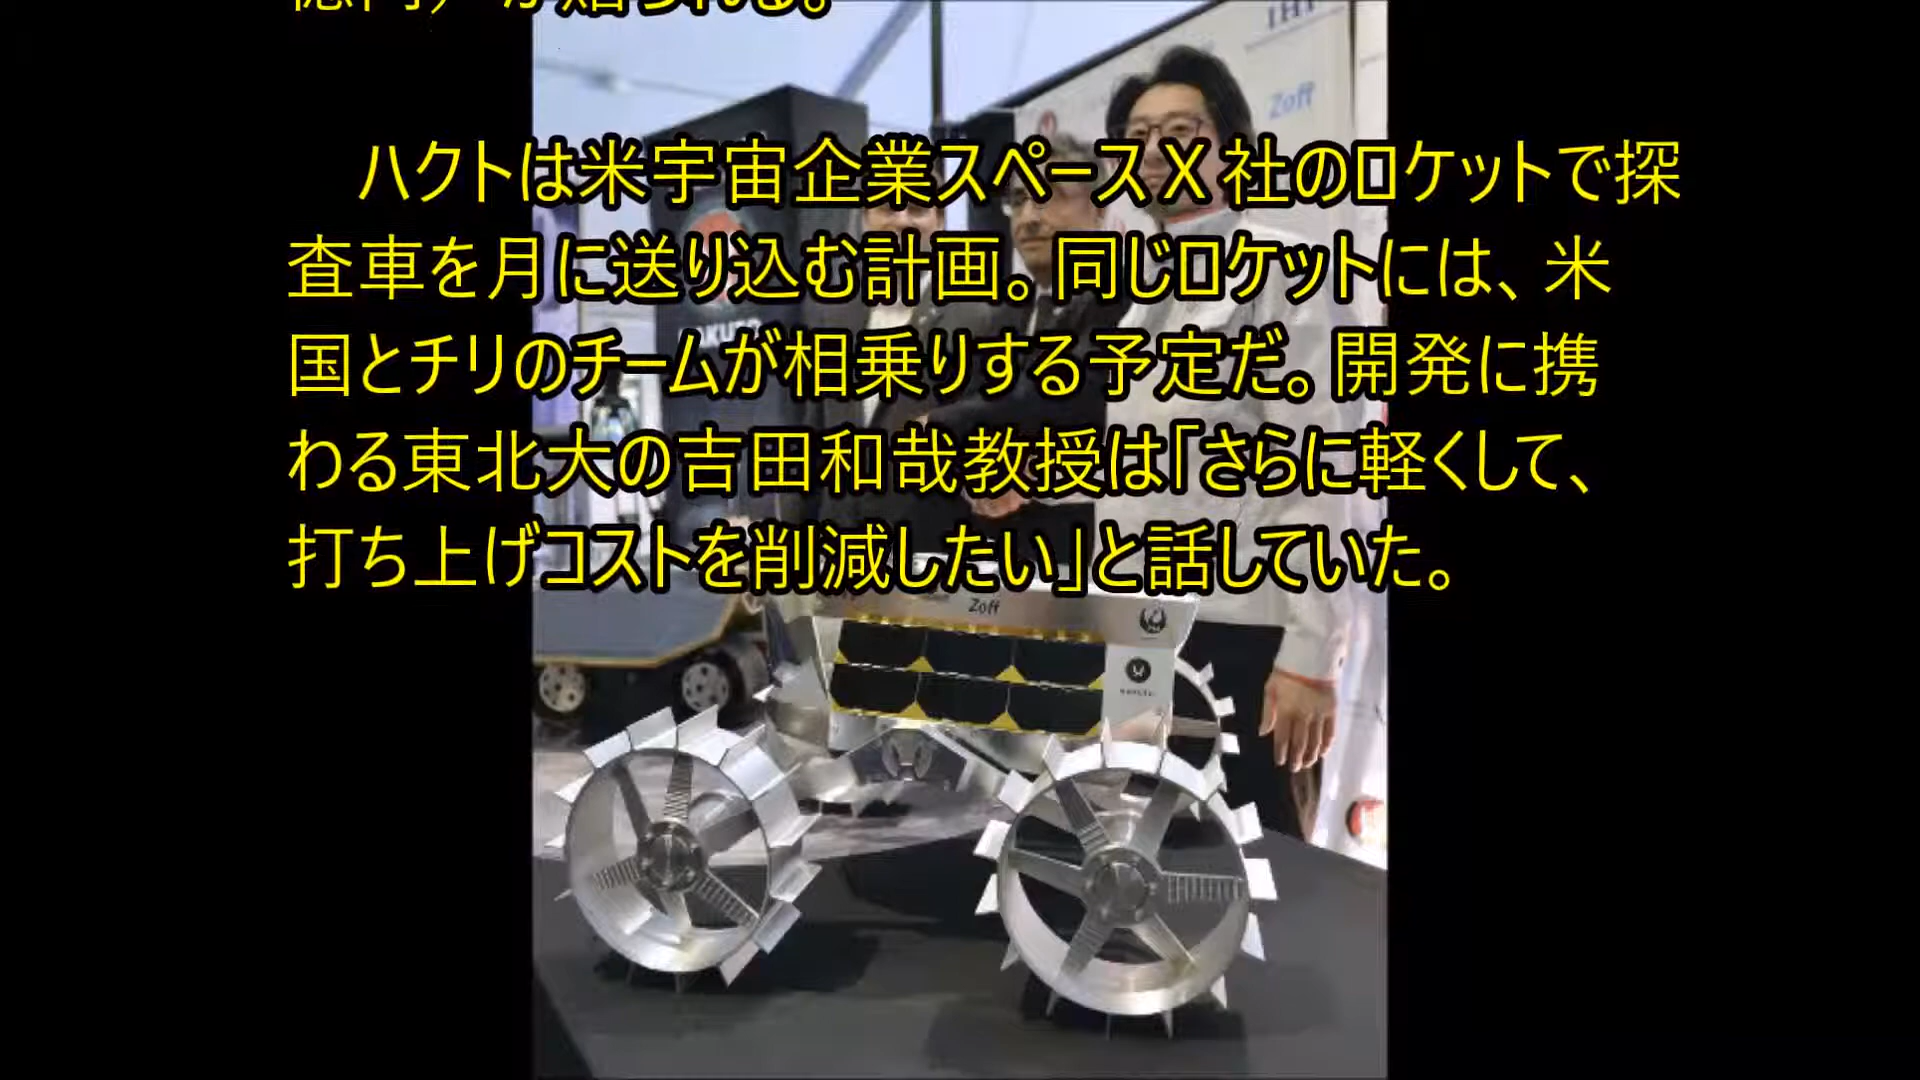 ハクトは米宇宙企業スペースX社のロケットで探
査車を月に送り込む計画。同じロケットには、米
国とチリのチームが相乗りする予定だ。開発に携
わる東北大の吉田和哉教授は「さらに軽くして、
打ち上げコストを削減したい」と話していた。
IHI
Zoff
Zoff